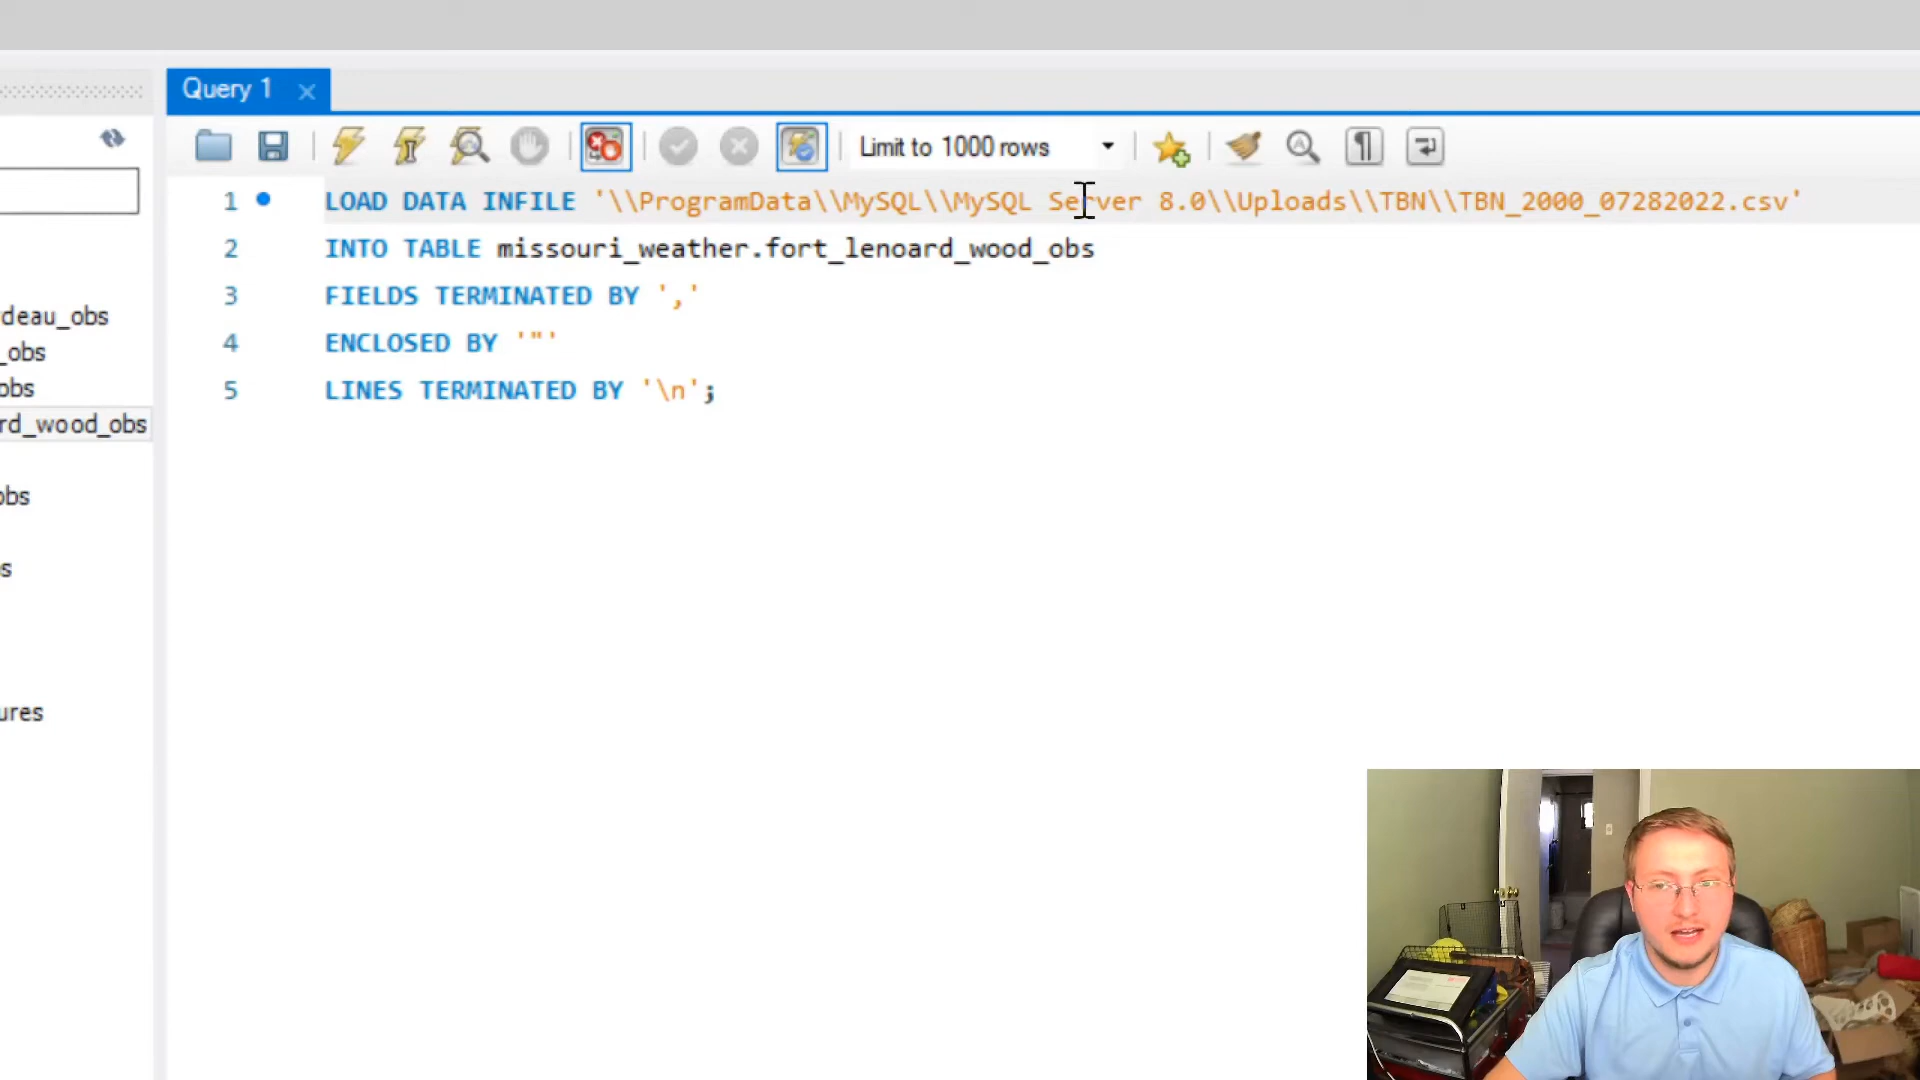 Query 1
Limit to 1000 rows
1 LOAD DATA INFILE '\\ProgramData\\MySQL\\MySQL Server 8.0\\Uploads\\TBN\\TBN_2000_07282022.csv'
2 INTO TABLE missouri_weather.fort_lenoard_wood_obs
3 FIELDS TERMINATED BY ','
4 ENCLOSED BY '"'
5 LINES TERMINATED BY '\n';
deau_obs
_obs
obs
rd_wood_obs
obs
s
ures